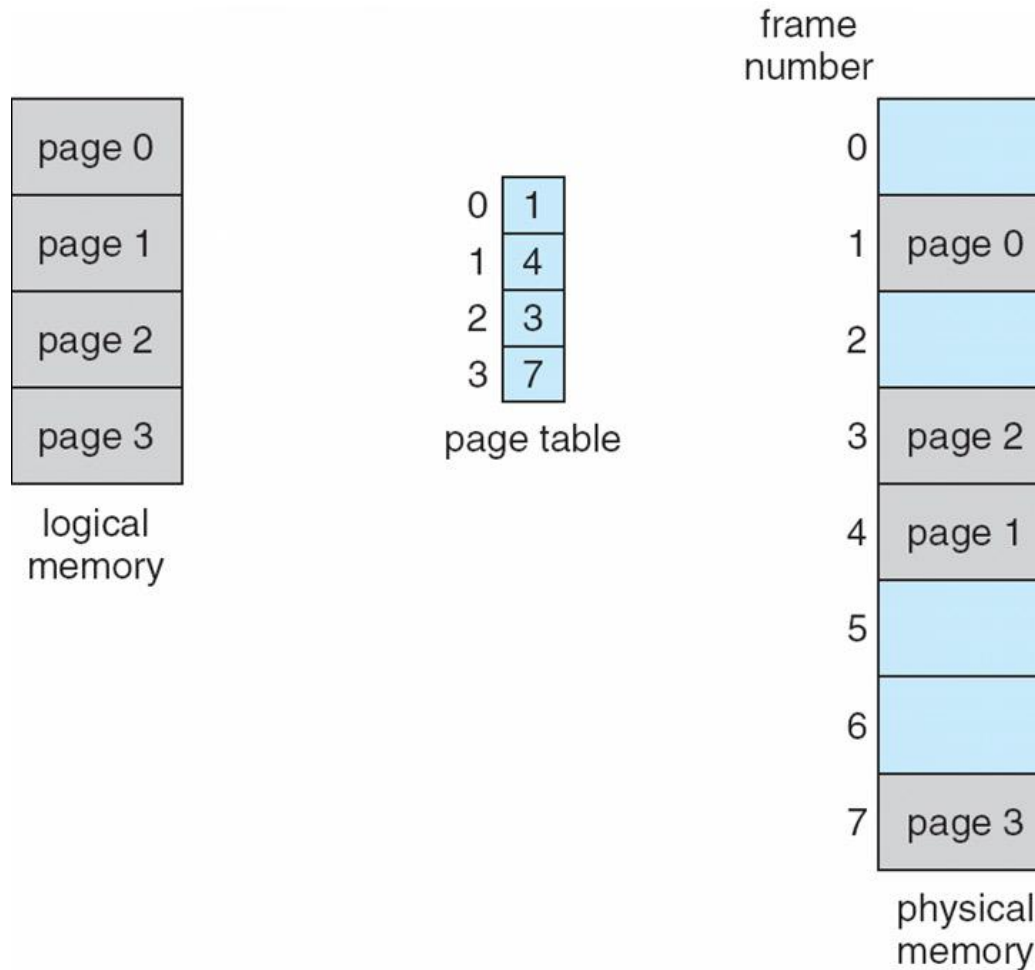 frame
number
page 0
page 1
page 2
page 3
logical
memory
0 1
1 4
2 3
3 7
page table
0
1 page 0
2
3 page 2
4 page 1
5
6
7 page 3
physical
memory